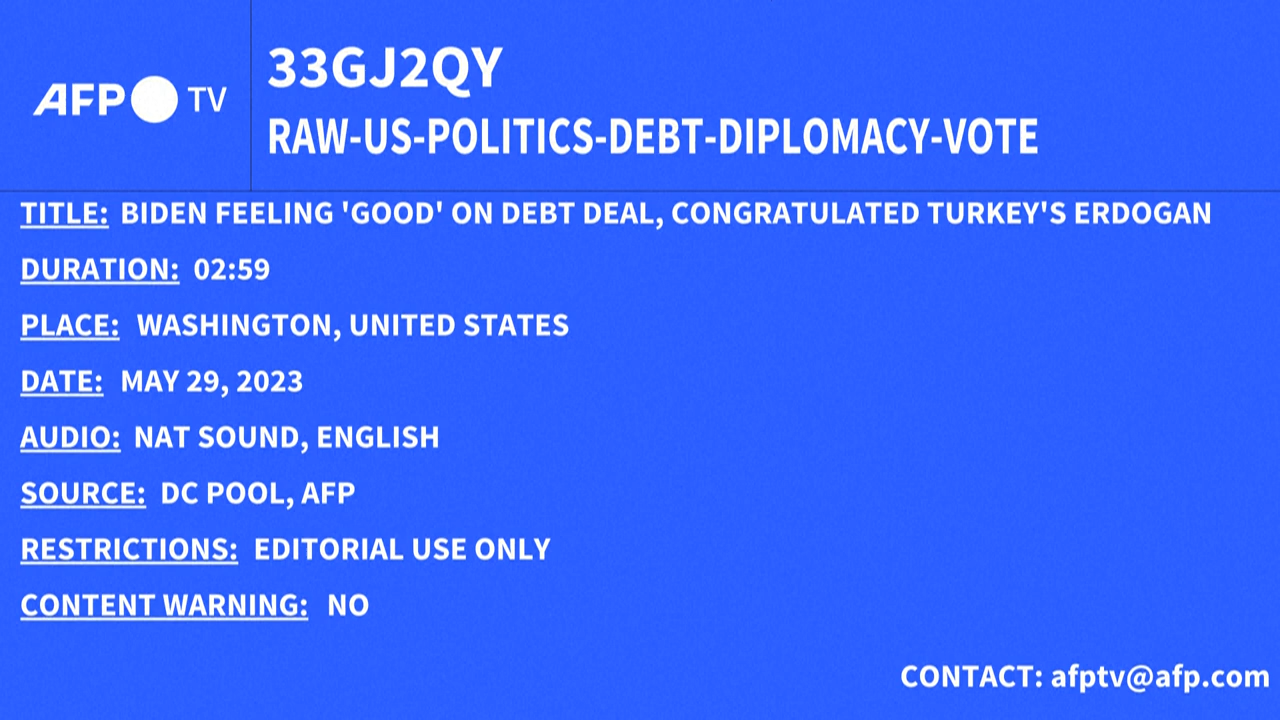 AFP TV
33GJ2QY
RAW-US-POLITICS-DEBT-DIPLOMACY-VOTE
TITLE: BIDEN FEELING 'GOOD' ON DEBT DEAL, CONGRATULATED TURKEY'S ERDOGAN
DURATION: 02:59
PLACE: WASHINGTON, UNITED STATES
DATE: MAY 29, 2023
AUDIO: NAT SOUND, ENGLISH
SOURCE: DC POOL, AFP
RESTRICTIONS: EDITORIAL USE ONLY
CONTENT WARNING: NO
CONTACT: afptv@afp.com